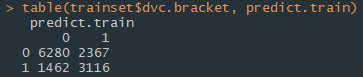 > table(trainset$dvc.bracket, predict.train)
predict.train
0 1
0 6280 2367
1 1462 3116